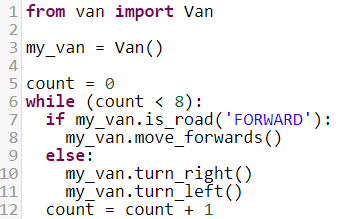 1 from van import Van
2
3 my_van = Van()
4
5 count = 0
6 while (count < 8):
7   if my_van.is_road('FORWARD'):
8     my_van.move_forwards()
9   else:
10     my_van.turn_right()
11     my_van.turn_left()
12   count = count + 1